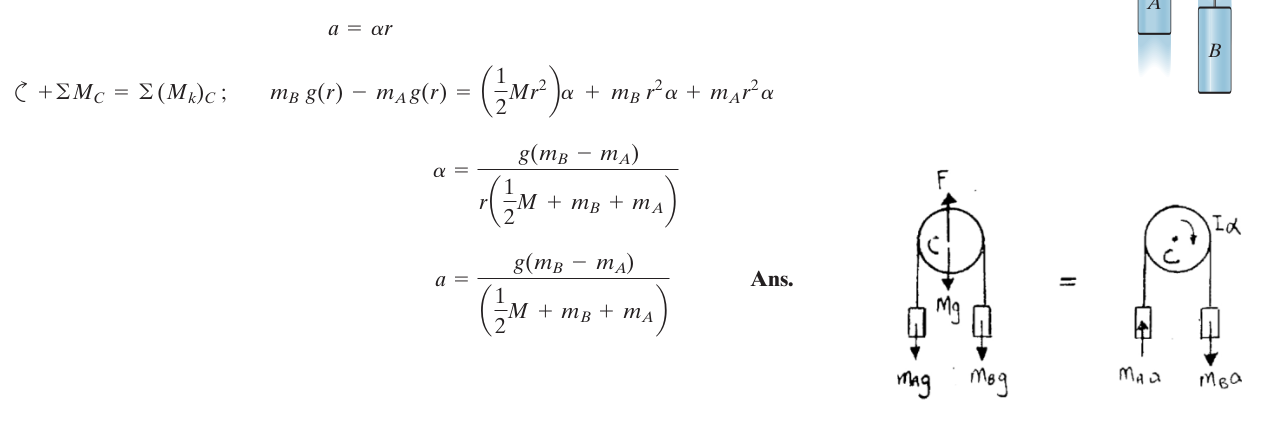 A
a = αr
B
↻ +ΣM_C = Σ(M_k)_C; m_B g(r) − m_A g(r) = (1/2 Mr²)α + m_B r²α + m_A r²α
α = g(m_B − m_A) / r(1/2 M + m_B + m_A)
a = g(m_B − m_A) / (1/2 M + m_B + m_A) Ans.
F
C
Mg
m_A g m_B g
=
Iα
C
m_A a m_B a